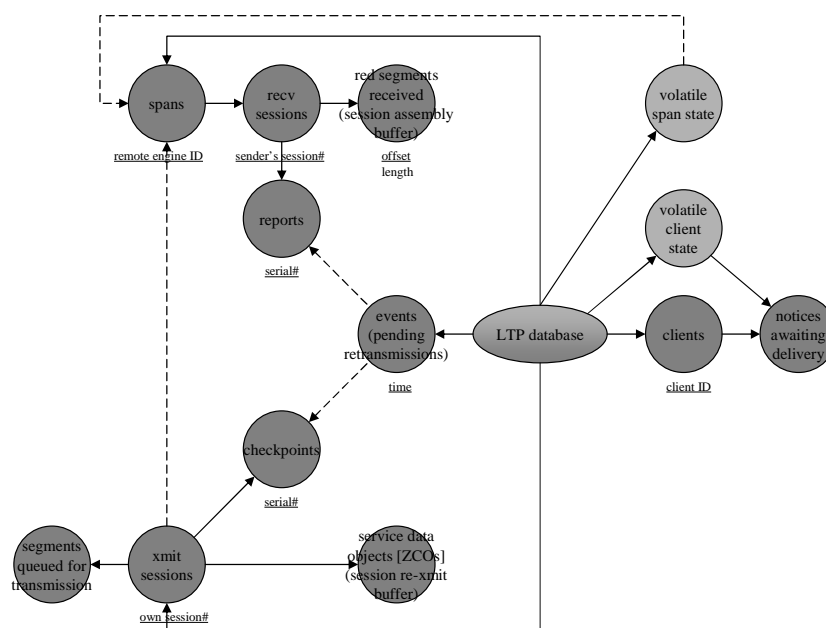 spans
remote engine ID
recv
sessions
sender's session#
red segments
received
(session assembly
buffer)
offset
length
volatile
span state
reports
serial#
volatile
client
state
events
(pending
retransmissions)
time
LTP database
clients
client ID
notices
awaiting
delivery
checkpoints
serial#
segments
queued for
transmission
xmit
sessions
own session#
service data
objects [ZCOs]
(session re-xmit
buffer)